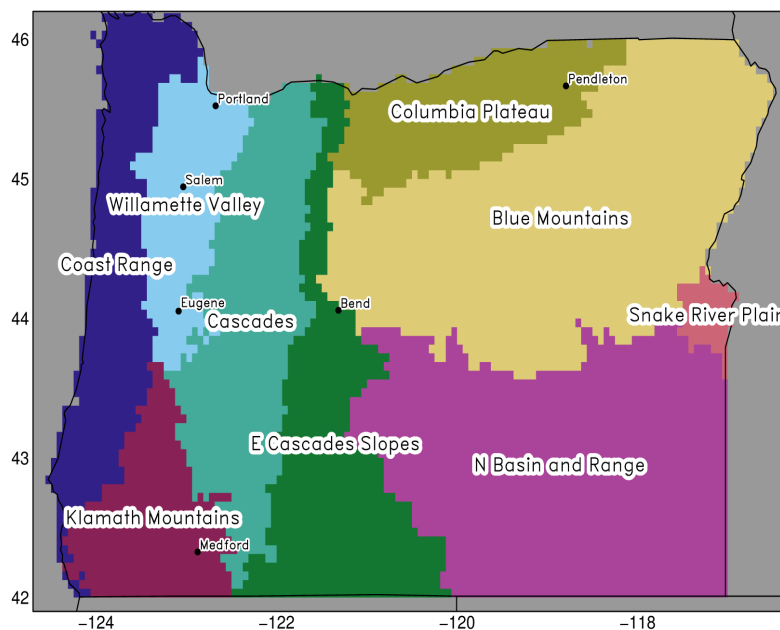 46
Portland
Pendleton
Columbia Plateau
45
Salem
Willamette Valley
Blue Mountains
Coast Range
Eugene
Bend
44
Cascades
Snake River Plain
43
E Cascades Slopes
N Basin and Range
Klamath Mountains
Medford
42
-124
-122
-120
-118